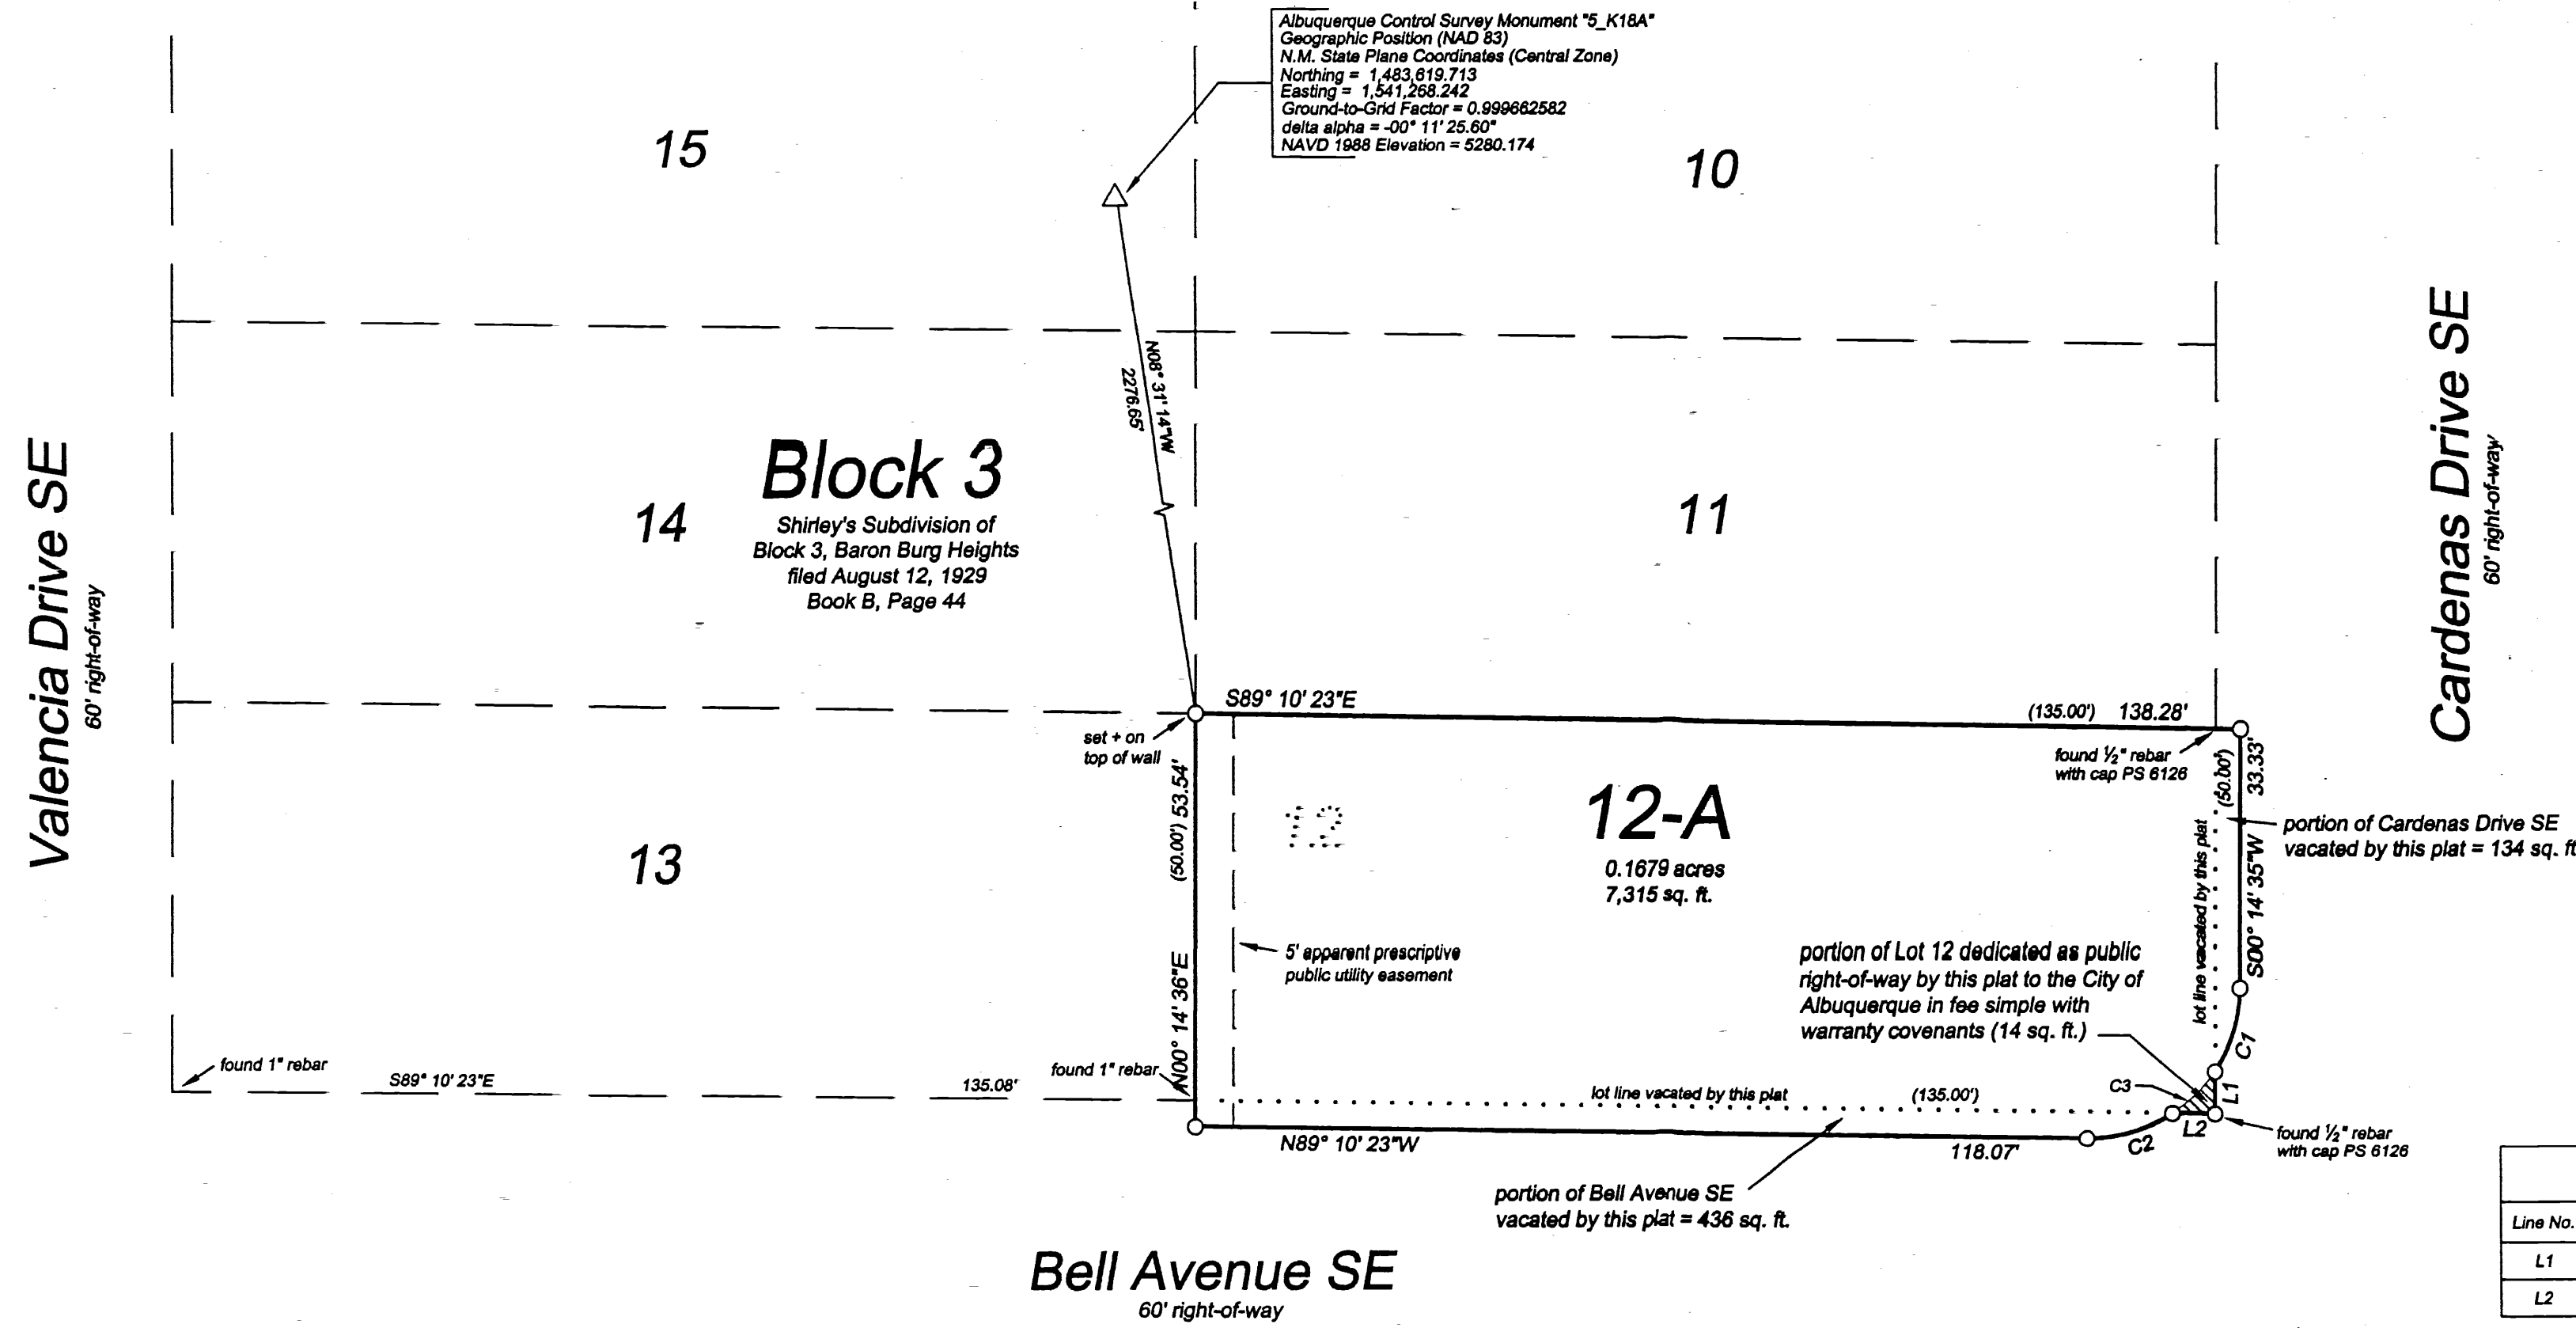 Albuquerque Control Survey Monument "5_K18A"
Geographic Position (NAD 83)
N.M. State Plane Coordinates (Central Zone)
Northing = 1,483,619.713
Easting = 1,541,268.242
Ground-to-Grid Factor = 0.999662582
delta alpha = -00° 11' 25.60"
NAVD 1988 Elevation = 5280.174
15
10
N08° 31' 14"W
2276.65'
Block 3
Shirley's Subdivision of
Block 3, Baron Burg Heights
filed August 12, 1929
Book B, Page 44
14
11
Valencia Drive SE
60' right-of-way
Cardenas Drive SE
60' right-of-way
S89° 10' 23"E
(135.00') 138.28'
set + on
top of wall
found ½" rebar
with cap PS 6126
(50.00')
33.33'
S00° 14' 35"W
(50.00') 53.54'
N00° 14' 36"E
12
12-A
0.1679 acres
7,315 sq. ft.
13
portion of Cardenas Drive SE
vacated by this plat = 134 sq. ft
lot line vacated by this plat
5' apparent prescriptive
public utility easement
portion of Lot 12 dedicated as public
right-of-way by this plat to the City of
Albuquerque in fee simple with
warranty covenants (14 sq. ft.)
C1
found 1" rebar
S89° 10' 23"E
135.08'
found 1" rebar
lot line vacated by this plat
(135.00')
C3
L1
L2
C2
N89° 10' 23"W
118.07'
found ½" rebar
with cap PS 6126
portion of Bell Avenue SE
vacated by this plat = 436 sq. ft.
Bell Avenue SE
60' right-of-way
Line No.
L1
L2